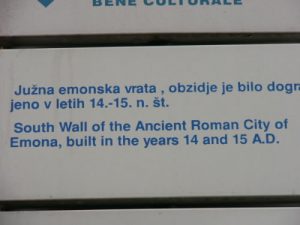 BENE CULTURALE
Južna emonska vrata , obzidje je bilo dogra
jeno v letih 14.-15. n. št.
South Wall of the Ancient Roman City of
Emona, built in the years 14 and 15 A.D.